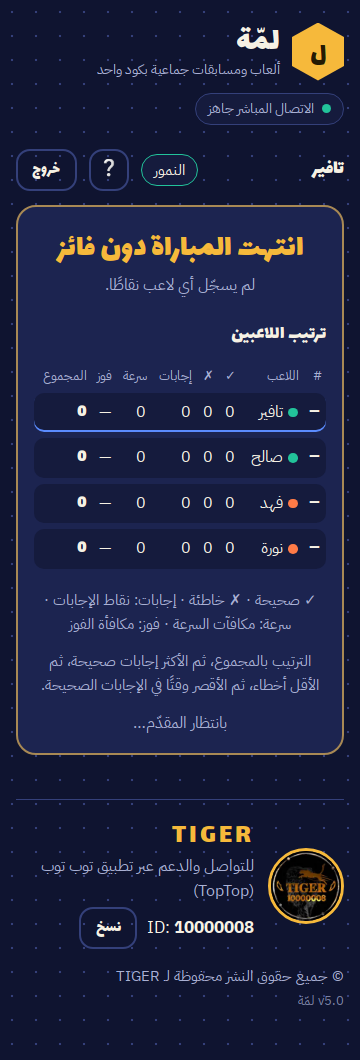 ل
لمّة
ألعاب ومسابقات جماعية بكود واحد
الاتصال المباشر جاهز
تافير
النمور
?
خروج
انتهت المباراة دون فائز
لم يسجّل أي لاعب نقاطًا.
ترتيب اللاعبين
# اللاعب ✓ ✗ إجابات سرعة فوز المجموع
– تافير 0 0 0 0 — 0
– صالح 0 0 0 0 — 0
– فهد 0 0 0 0 — 0
– نورة 0 0 0 0 — 0
✓ صحيحة · ✗ خاطئة · إجابات: نقاط الإجابات ·
سرعة: مكافآت السرعة · فوز: مكافأة الفوز
الترتيب بالمجموع، ثم الأكثر إجابات صحيحة، ثم
الأقل أخطاء، ثم الأقصر وقتًا في الإجابات الصحيحة.
بانتظار المقدّم...
TIGER
10000008
TIGER
للتواصل والدعم عبر تطبيق توب توب
(TopTop)
ID: 10000008
نسخ
© جميع حقوق النشر محفوظة لـ TIGER
لمّة v5.0